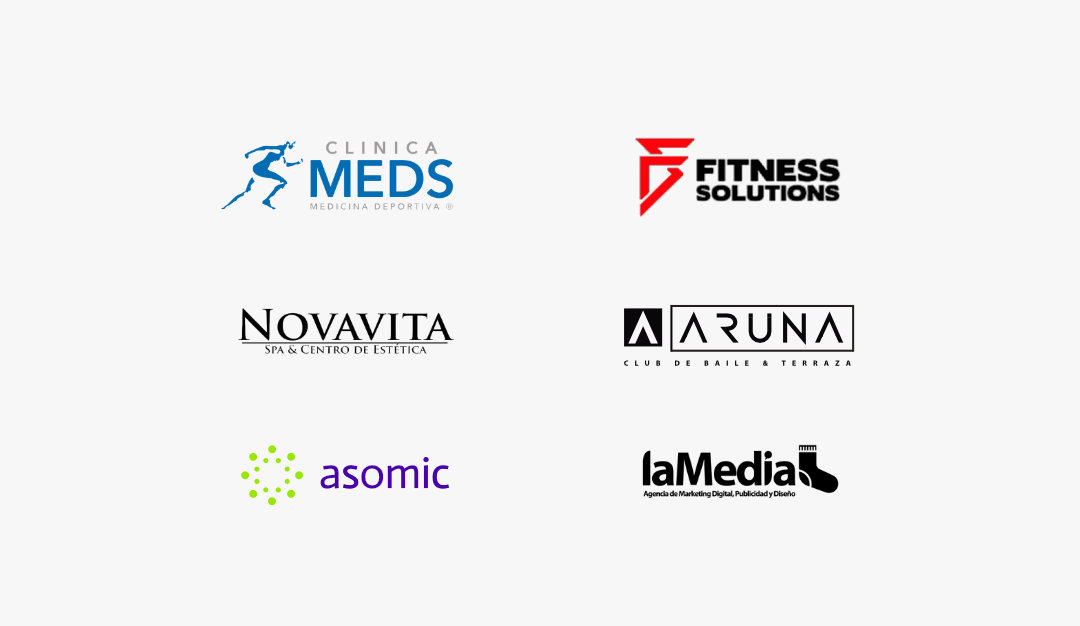 CLINICA
MEDS
MEDICINA DEPORTIVA ®
FITNESS
SOLUTIONS
NOVAVITA
SPA & CENTRO DE ESTÉTICA
ARUNA
CLUB DE BAILE & TERRAZA
asomic
laMedia
Agencia de Marketing Digital, Publicidad y Diseño